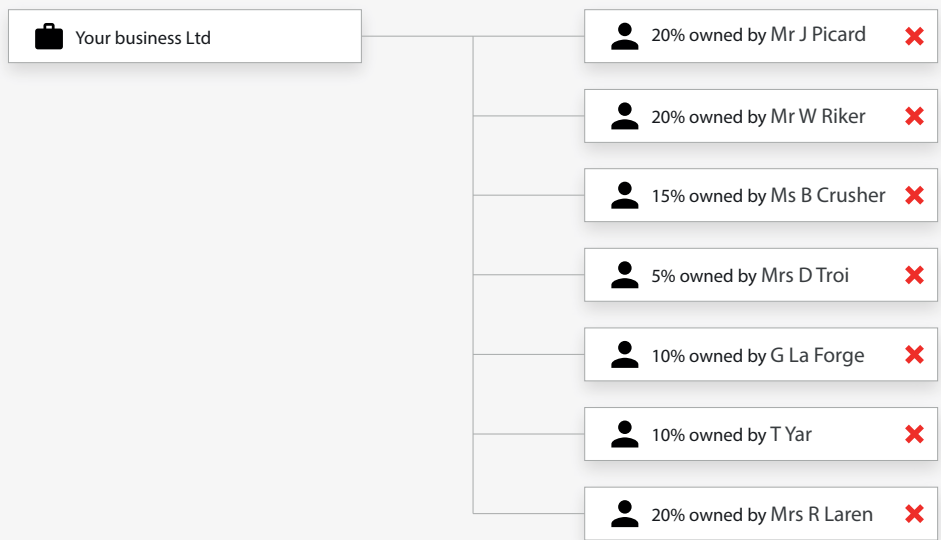 Your business Ltd
20% owned by Mr J Picard
20% owned by Mr W Riker
15% owned by Ms B Crusher
5% owned by Mrs D Troi
10% owned by G La Forge
10% owned by T Yar
20% owned by Mrs R Laren